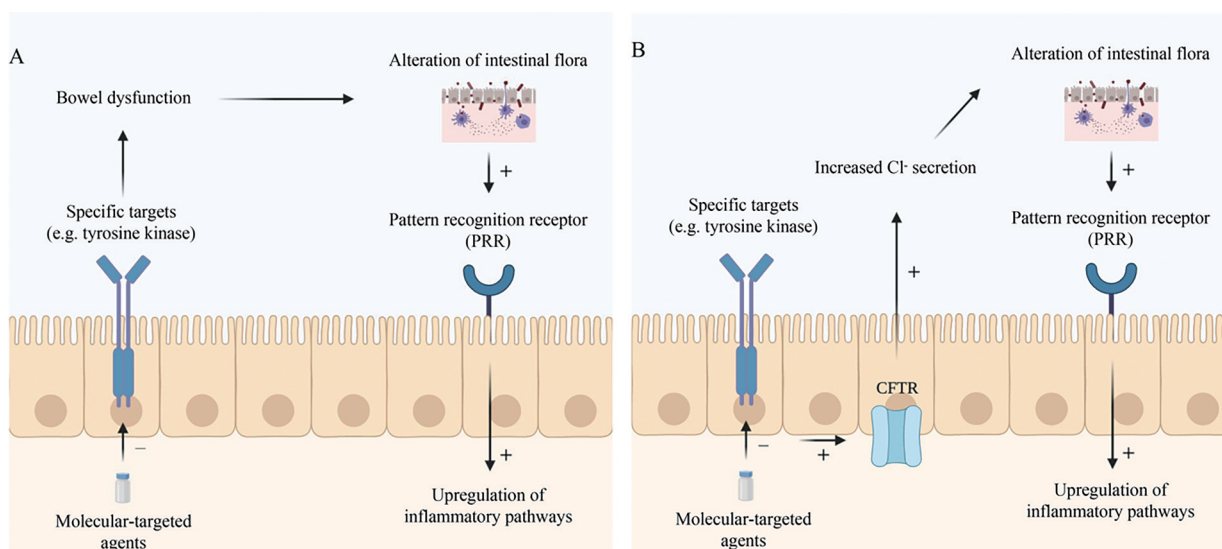 A
Alteration of intestinal flora
Bowel dysfunction
+
Specific targets
(e.g. tyrosine kinase)
Pattern recognition receptor
(PRR)
−
+
Molecular-targeted
agents
Upregulation of
inflammatory pathways
B
Alteration of intestinal flora
Increased Cl- secretion
+
Specific targets
(e.g. tyrosine kinase)
Pattern recognition receptor
(PRR)
+
CFTR
−
+
+
Molecular-targeted
agents
Upregulation of
inflammatory pathways